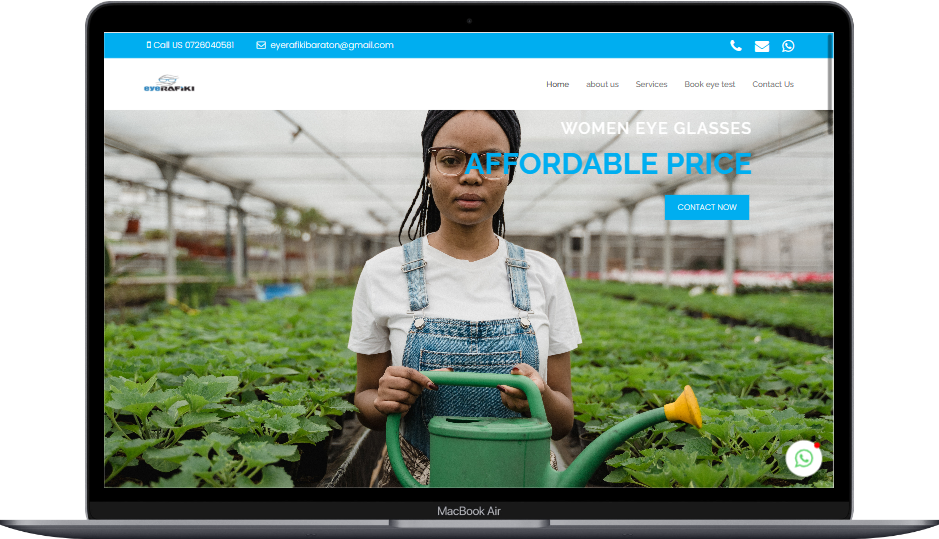 Call US 0726040581 eyerafikibaraton@gmail.com
eyeRAFiKI
Home about us Services Book eye test Contact Us
WOMEN EYE GLASSES
AFFORDABLE PRICE
CONTACT NOW
MacBook Air